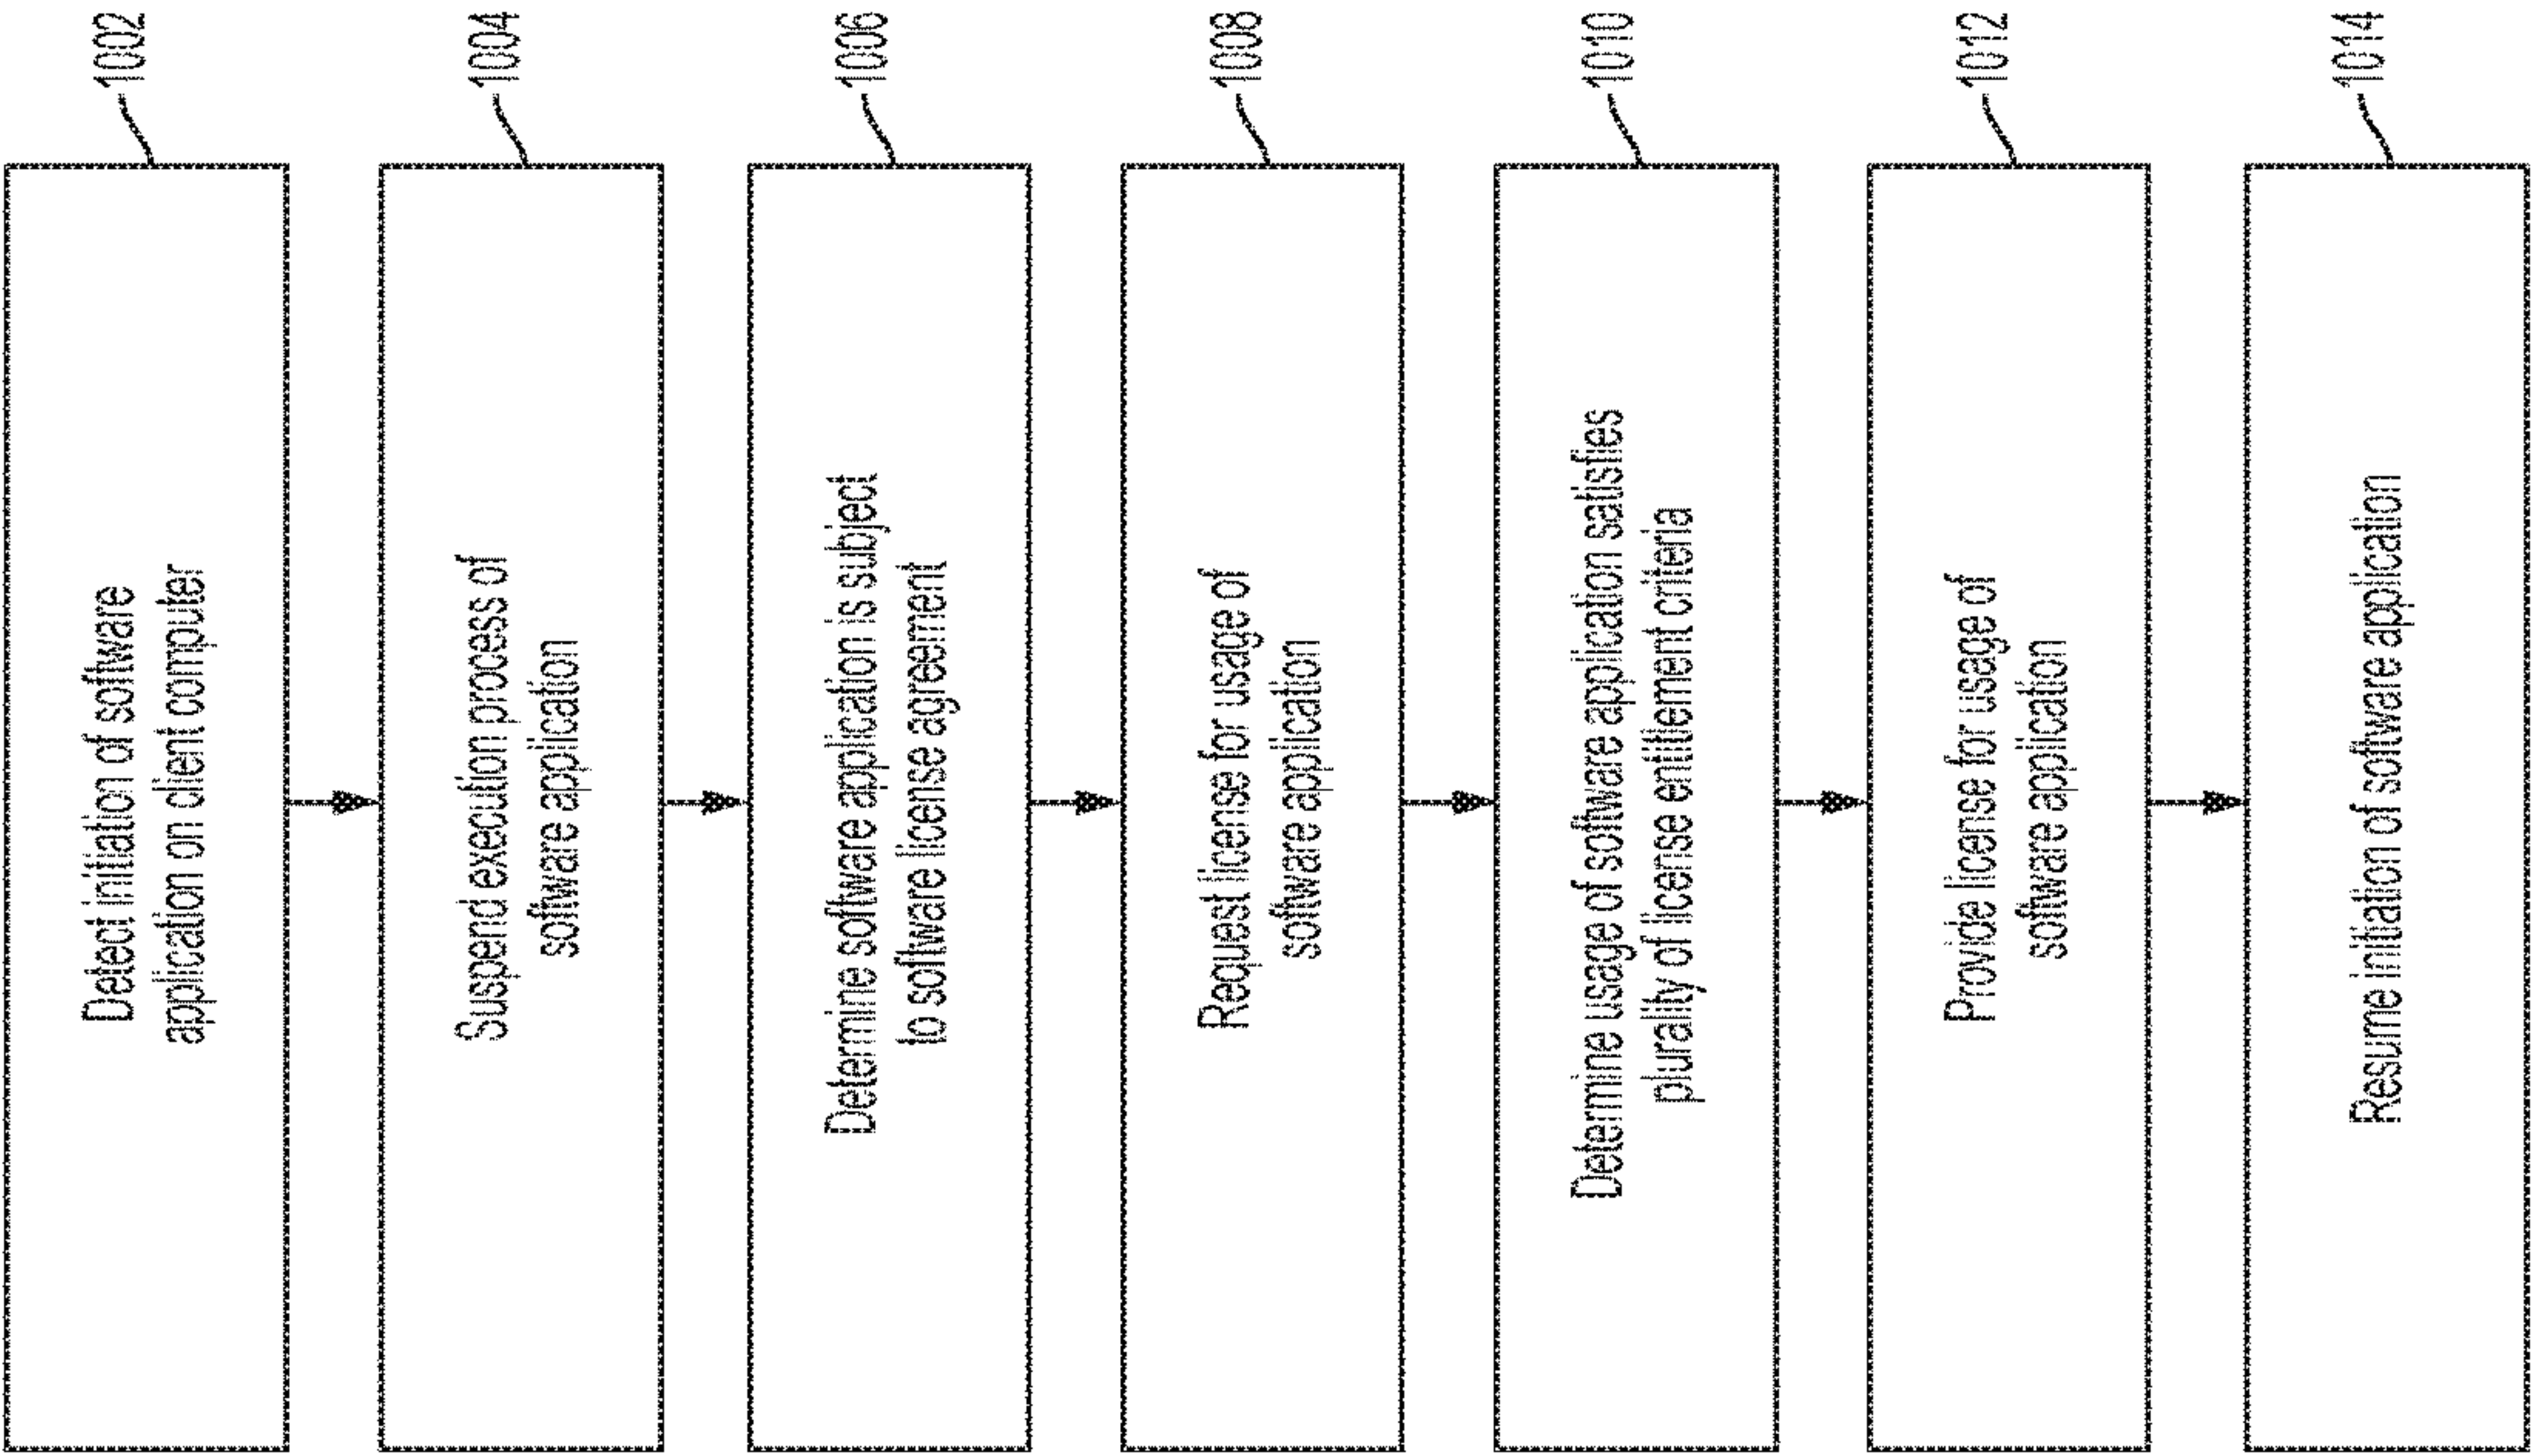 Detect initiation of software
application on client computer
1002
Suspend execution process of
software application
1004
Determine software application is subject
to software license agreement
1006
Request license for usage of
software application
1008
Determine usage of software application satisfies
plurality of license entitlement criteria
1010
Provide license for usage of
software application
1012
Resume initiation of software application
1014